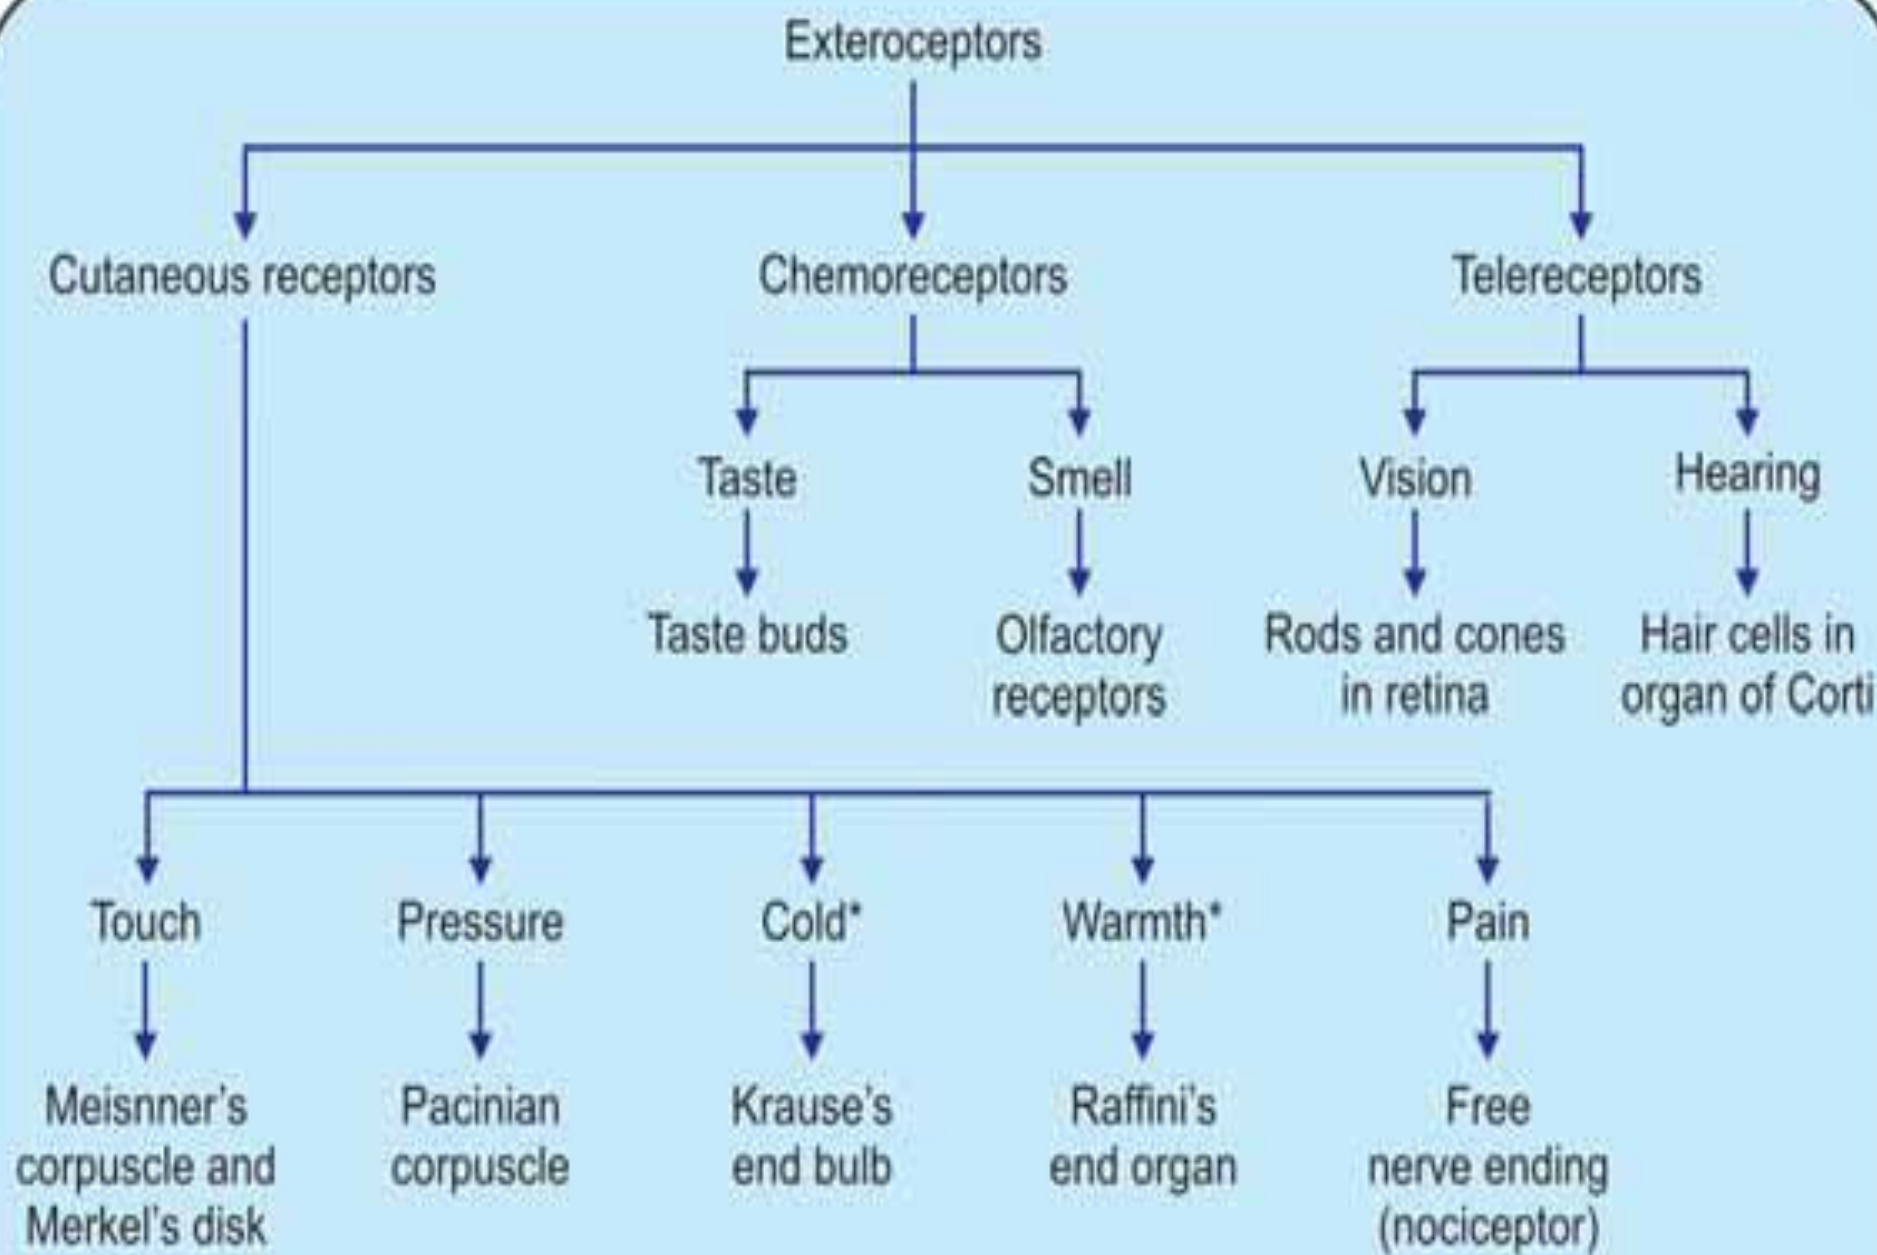 Exteroceptors
Cutaneous receptors
Chemoreceptors
Telereceptors
Taste
Smell
Vision
Hearing
Taste buds
Olfactory
receptors
Rods and cones
in retina
Hair cells in
organ of Corti
Touch
Pressure
Cold*
Warmth*
Pain
Meisnner's
corpuscle and
Merkel's disk
Pacinian
corpuscle
Krause's
end bulb
Raffini's
end organ
Free
nerve ending
(nociceptor)